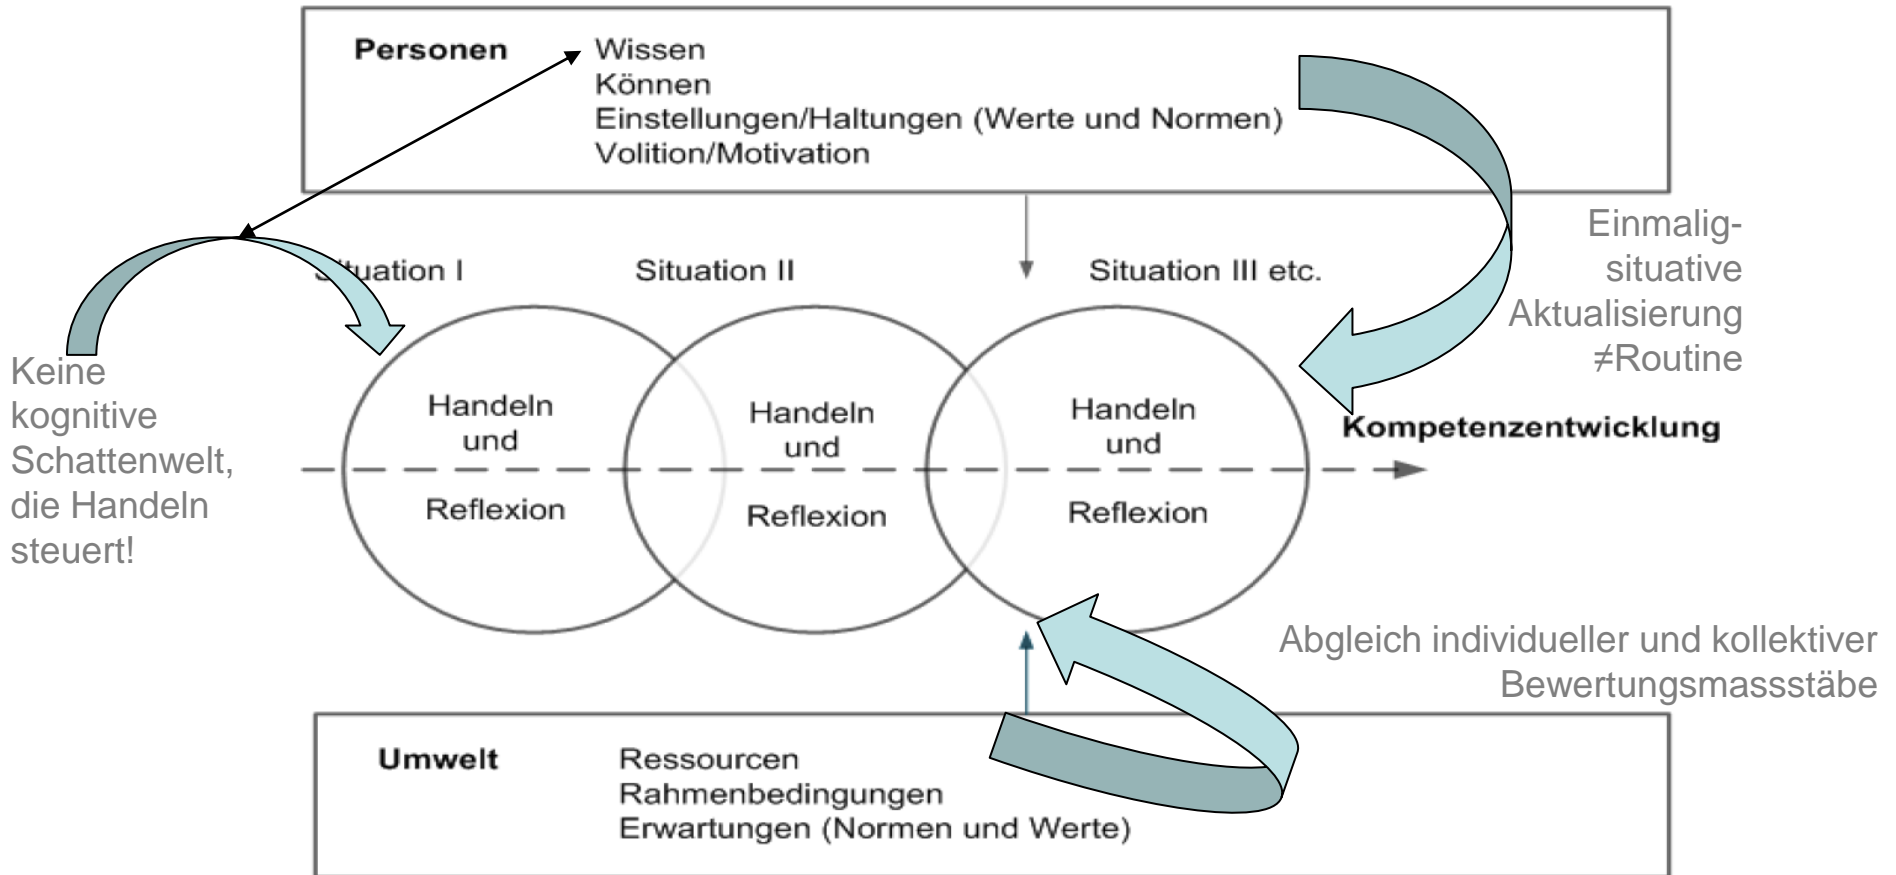 Personen Wissen
Können
Einstellungen/Haltungen (Werte und Normen)
Volition/Motivation
Einmalig-
situative
Aktualisierung
≠Routine
Situation I Situation II Situation III etc.
Keine
kognitive
Schattenwelt,
die Handeln
steuert!
Handeln
und
Reflexion
Handeln
und
Reflexion
Handeln
und
Reflexion
Kompetenzentwicklung
Abgleich individueller und kollektiver
Bewertungsmassstäbe
Umwelt Ressourcen
Rahmenbedingungen
Erwartungen (Normen und Werte)